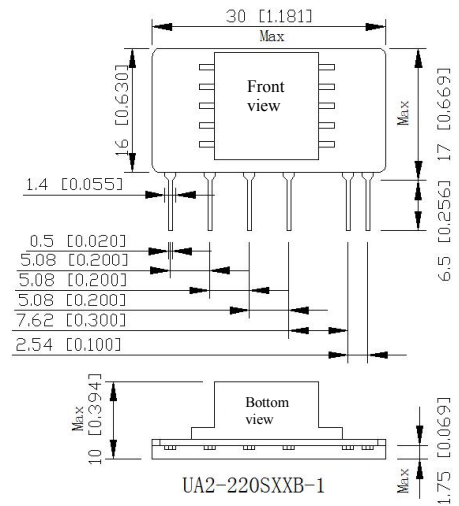 30 [1.181]
Max
16 [0.630]
Front
view
Max
17 [0.669]
1.4 [0.055]
6.5 [0.256]
0.5 [0.020]
5.08 [0.200]
5.08 [0.200]
5.08 [0.200]
7.62 [0.300]
2.54 [0.100]
Max
10 [0.394]
Bottom
view
Max
1.75 [0.069]
UA2-220SXXB-1